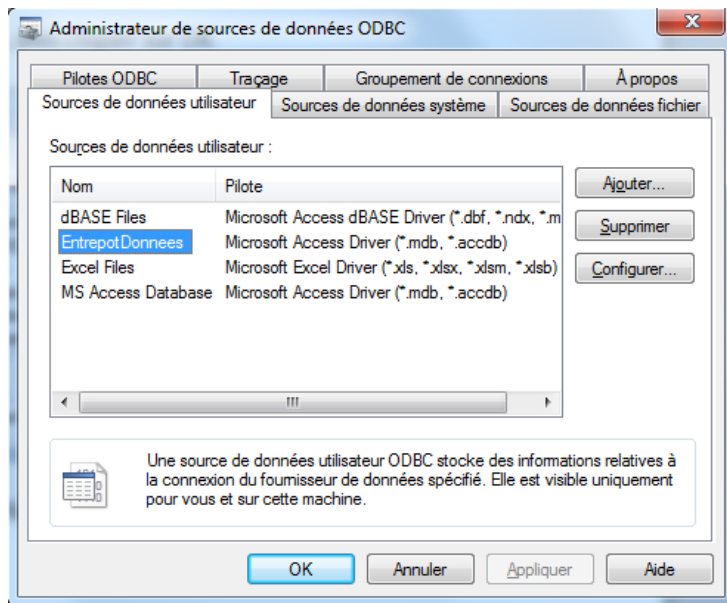 Administrateur de sources de données ODBC
Pilotes ODBC Traçage Groupement de connexions À propos
Sources de données utilisateur Sources de données système Sources de données fichier
Sources de données utilisateur :
Nom Pilote
dBASE Files Microsoft Access dBASE Driver (*.dbf, *.ndx, *.m
EntrepotDonnees Microsoft Access Driver (*.mdb, *.accdb)
Excel Files Microsoft Excel Driver (*.xls, *.xlsx, *.xlsm, *.xlsb)
MS Access Database Microsoft Access Driver (*.mdb, *.accdb)
Ajouter...
Supprimer
Configurer...
Une source de données utilisateur ODBC stocke des informations relatives à
la connexion du fournisseur de données spécifié. Elle est visible uniquement
pour vous et sur cette machine.
OK Annuler Appliquer Aide